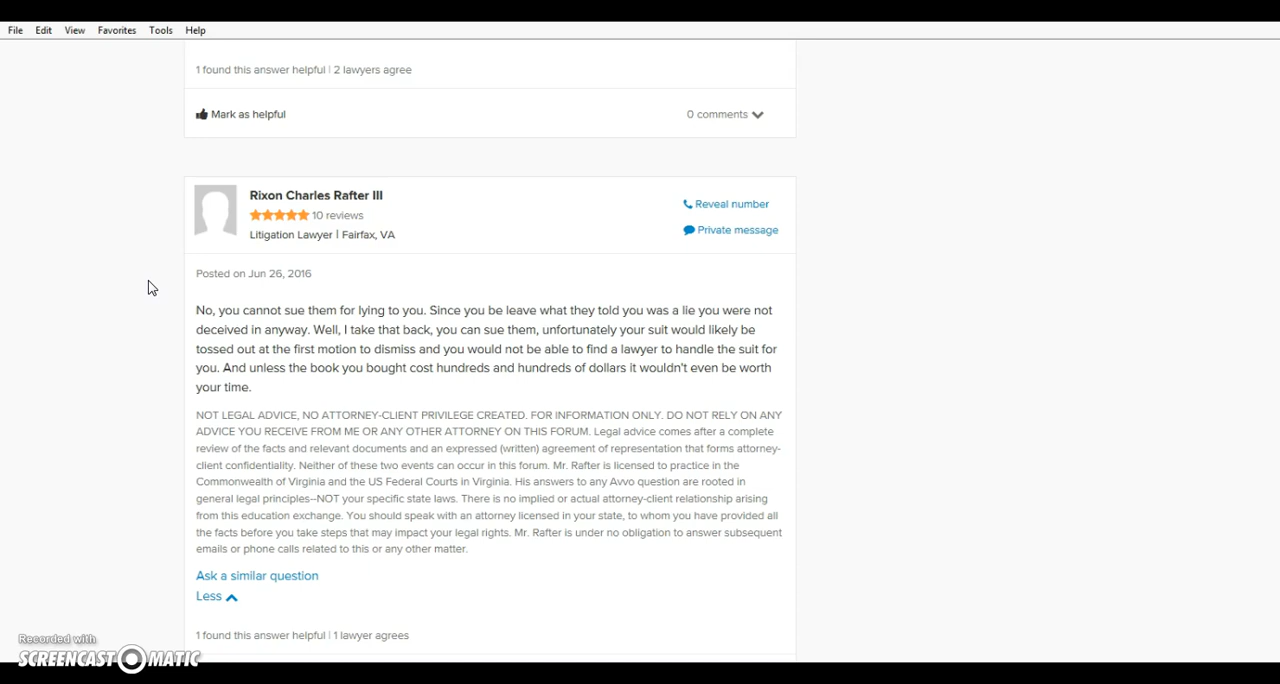 File Edit View Favorites Tools Help
1 found this answer helpful | 2 lawyers agree
Mark as helpful 0 comments
Rixon Charles Rafter III
10 reviews
Reveal number
Litigation Lawyer | Fairfax, VA
Private message
Posted on Jun 26, 2016
No, you cannot sue them for lying to you. Since you be leave what they told you was a lie you were not
deceived in anyway. Well, I take that back, you can sue them, unfortunately your suit would likely be
tossed out at the first motion to dismiss and you would not be able to find a lawyer to handle the suit for
you. And unless the book you bought cost hundreds and hundreds of dollars it wouldn't even be worth
your time.
NOT LEGAL ADVICE, NO ATTORNEY-CLIENT PRIVILEGE CREATED. FOR INFORMATION ONLY. DO NOT RELY ON ANY
ADVICE YOU RECEIVE FROM ME OR ANY OTHER ATTORNEY ON THIS FORUM. Legal advice comes after a complete
review of the facts and relevant documents and an expressed (written) agreement of representation that forms attorney-
client confidentiality. Neither of these two events can occur in this forum. Mr. Rafter is licensed to practice in the
Commonwealth of Virginia and the US Federal Courts in Virginia. His answers to any Avvo question are rooted in
general legal principles--NOT your specific state laws. There is no implied or actual attorney-client relationship arising
from this education exchange. You should speak with an attorney licensed in your state, to whom you have provided all
the facts before you take steps that may impact your legal rights. Mr. Rafter is under no obligation to answer subsequent
emails or phone calls related to this or any other matter.
Ask a similar question
Less
1 found this answer helpful | 1 lawyer agrees
Recorded with
SCREENCAST-O-MATIC